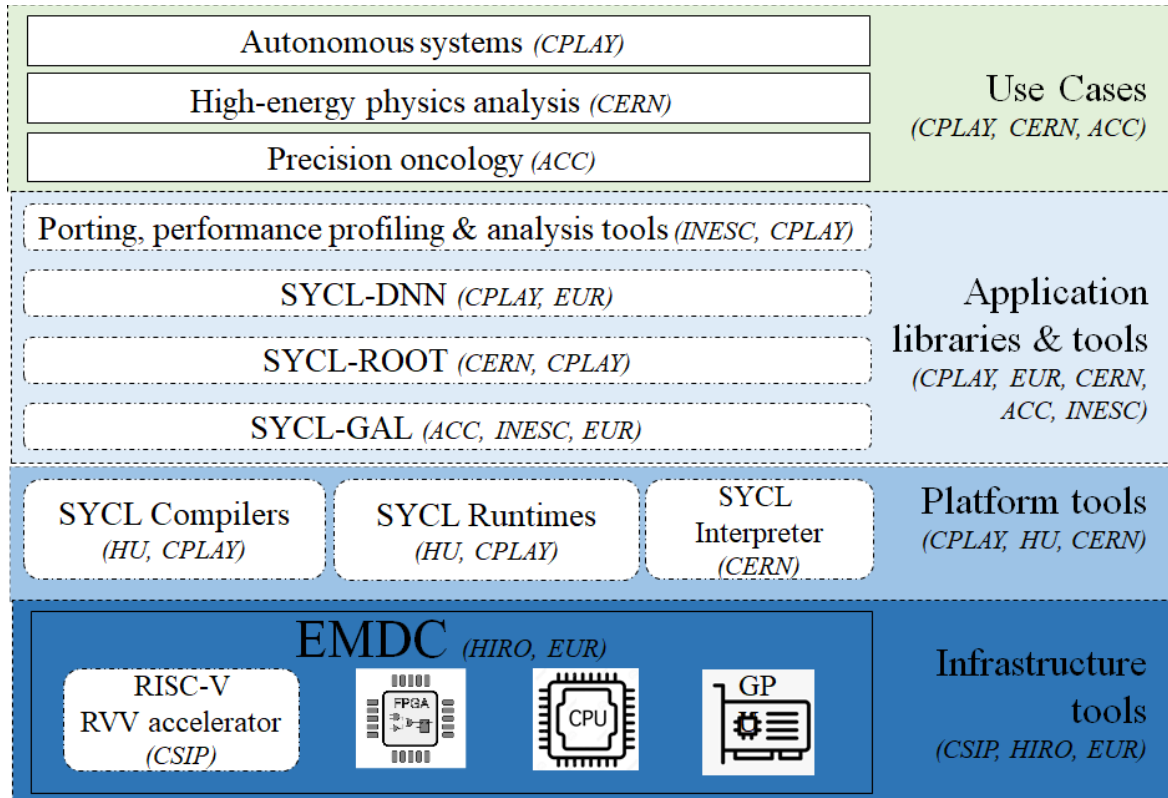 Autonomous systems (CPLAY)
High-energy physics analysis (CERN)
Precision oncology (ACC)
Use Cases
(CPLAY, CERN, ACC)
Porting, performance profiling & analysis tools (INESC, CPLAY)
SYCL-DNN (CPLAY, EUR)
SYCL-ROOT (CERN, CPLAY)
SYCL-GAL (ACC, INESC, EUR)
Application
libraries & tools
(CPLAY, EUR, CERN,
ACC, INESC)
SYCL Compilers
(HU, CPLAY)
SYCL Runtimes
(HU, CPLAY)
SYCL
Interpreter
(CERN)
Platform tools
(CPLAY, HU, CERN)
EMDC (HIRO, EUR)
RISC-V
RVV accelerator
(CSIP)
FPGA
CPU
GP
Infrastructure
tools
(CSIP, HIRO, EUR)